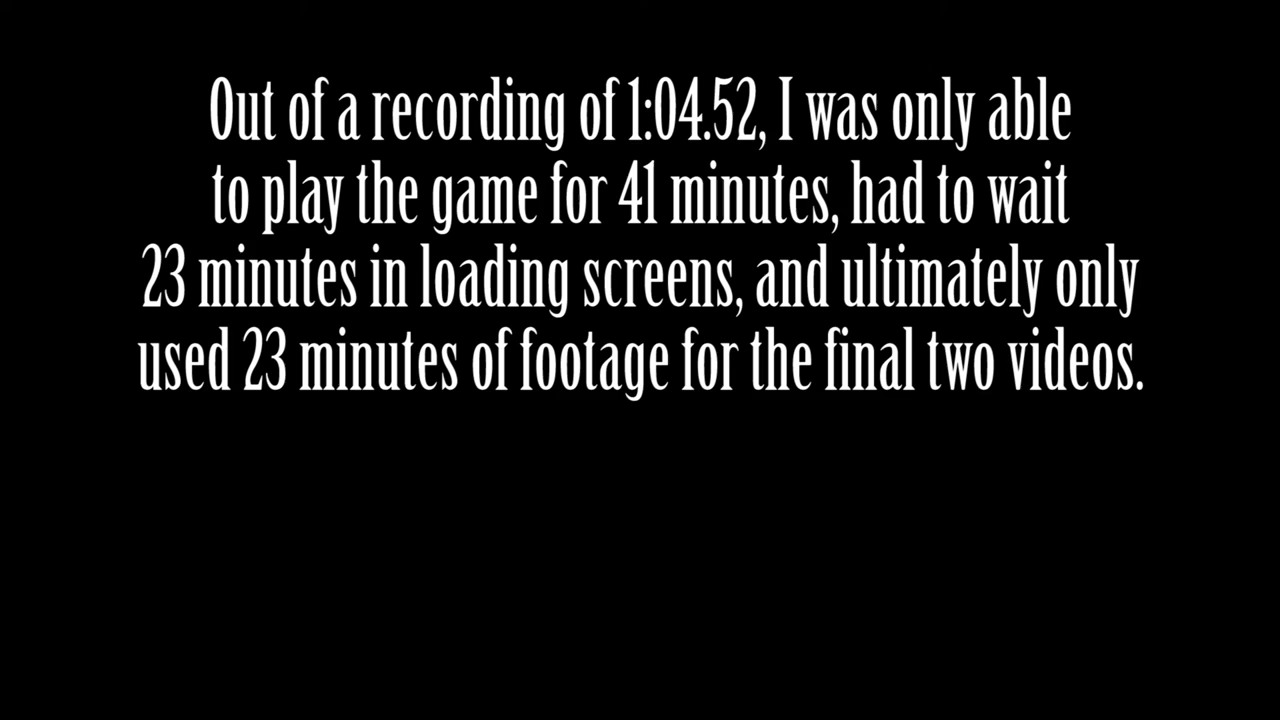 Out of a recording of 1:04.52, I was only able
to play the game for 41 minutes, had to wait
23 minutes in loading screens, and ultimately only
used 23 minutes of footage for the final two videos.